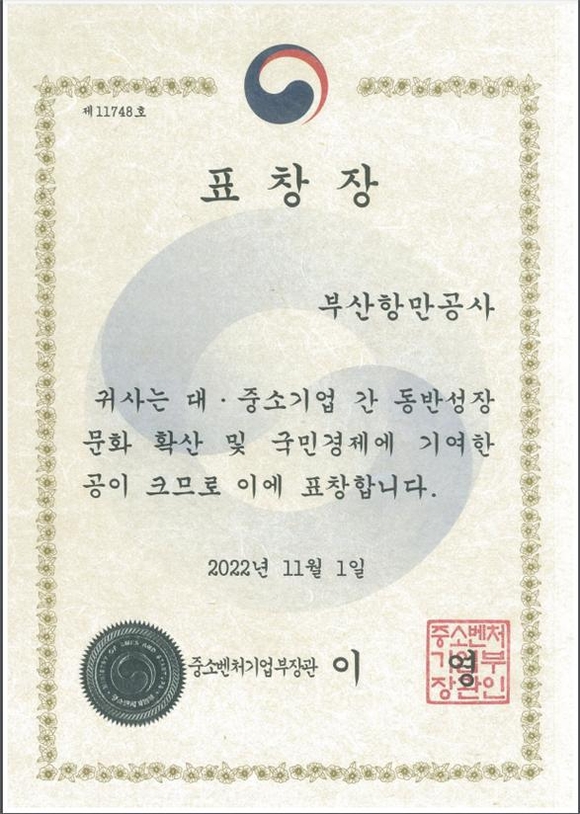 제11748호
표 창 장
부산항만공사
귀사는 대 · 중소기업 간 동반성장
문화 확산 및 국민경제에 기여한
공이 크므로 이에 표창합니다.
2022년 11월 1일
중소벤처기업부장관 이 영
중소벤처
기업부
장관인